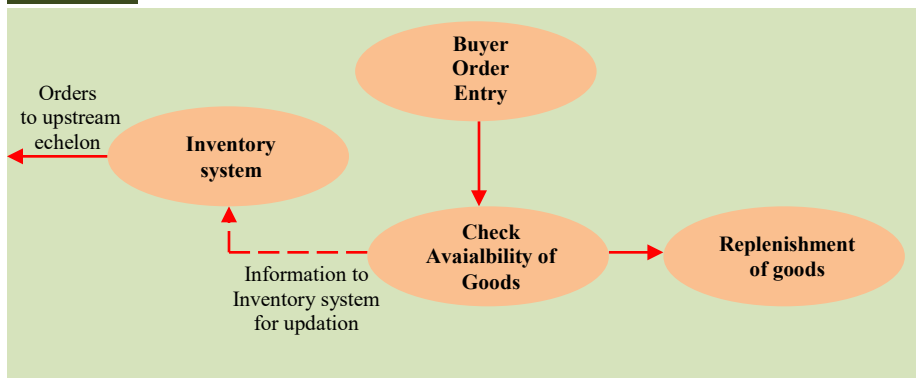 Buyer
Order
Entry
Orders
to upstream
echelon
Inventory
system
Check
Avaialbility of
Goods
Replenishment
of goods
Information to
Inventory system
for updation